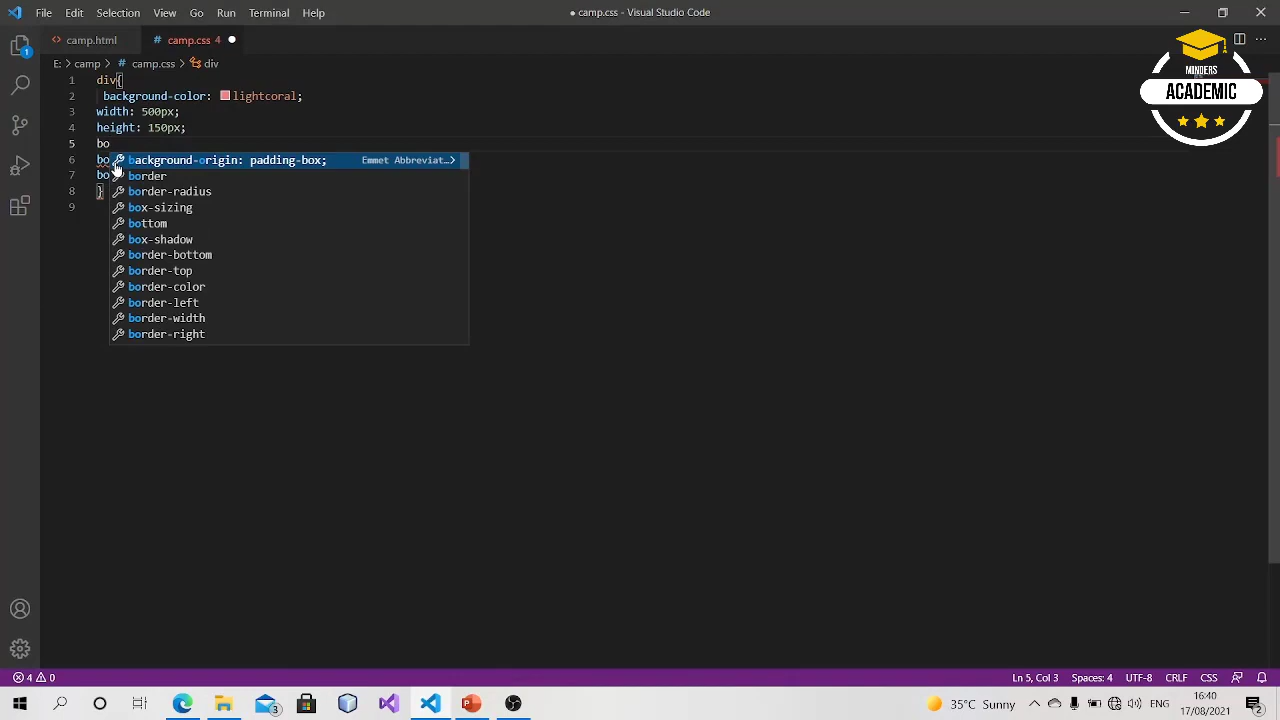 File Edit Selection View Go Run Terminal Help
camp.css - Visual Studio Code
camp.html
# camp.css 4
MINDERS
ACADEMIC
E: > camp > # camp.css > div
1 div{
2 background-color: lightcoral;
3 width: 500px;
4 height: 150px;
5 bo
6 bo
background-origin: padding-box; Emmet Abbreviat...>
7 bo
border
8 }
border-radius
9
box-sizing
bottom
box-shadow
border-bottom
border-top
border-color
border-left
border-width
border-right
1
4 0
Ln 5, Col 3 Spaces: 4 UTF-8 CRLF CSS
3
35°C Sunny
ENG
16:40
17/08/2021
2